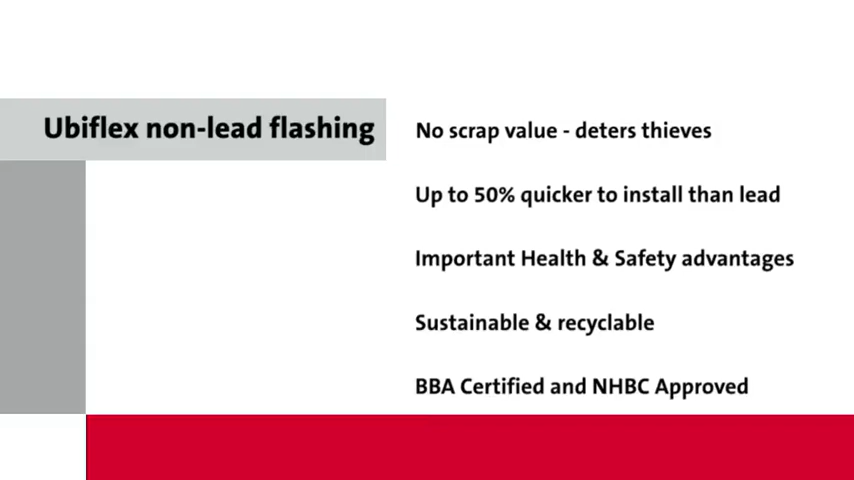 Ubiflex non-lead flashing
No scrap value - deters thieves
Up to 50% quicker to install than lead
Important Health & Safety advantages
Sustainable & recyclable
BBA Certified and NHBC Approved